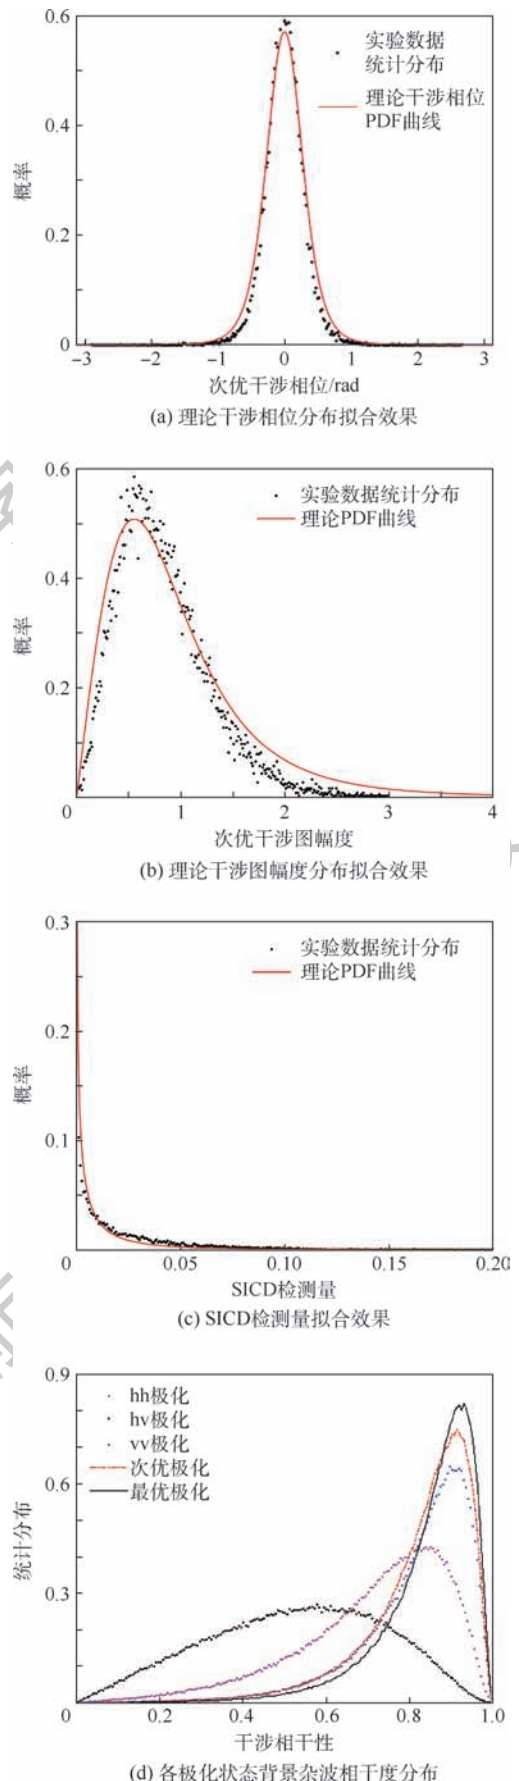 0.6
0.4
0.2
0
概率
实验数据
统计分布
理论干涉相位
PDF曲线
−3 −2 −1 0 1 2 3
次优干涉相位/rad
(a) 理论干涉相位分布拟合效果
0.6
0.4
0.2
概率
实验数据统计分布
理论PDF曲线
0 1 2 3 4
次优干涉图幅度
(b) 理论干涉图幅度分布拟合效果
0.3
0.2
0.1
概率
实验数据统计分布
理论PDF曲线
0 0.05 0.10 0.15 0.20
SICD检测量
(c) SICD检测量拟合效果
0.9
0.6
0.3
统计分布
hh极化
hv极化
vv极化
次优极化
最优极化
0 0.2 0.4 0.6 0.8 1.0
干涉相干性
(d) 各极化状态背景杂波相干度分布